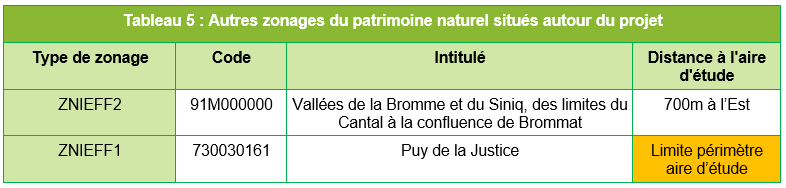 Tableau 5 : Autres zonages du patrimoine naturel situés autour du projet
Type de zonage Code Intitulé Distance à l'aire d'étude
ZNIEFF2 91M000000 Vallées de la Bromme et du Siniq, des limites du Cantal à la confluence de Brommat 700m à l’Est
ZNIEFF1 730030161 Puy de la Justice Limite périmètre aire d’étude